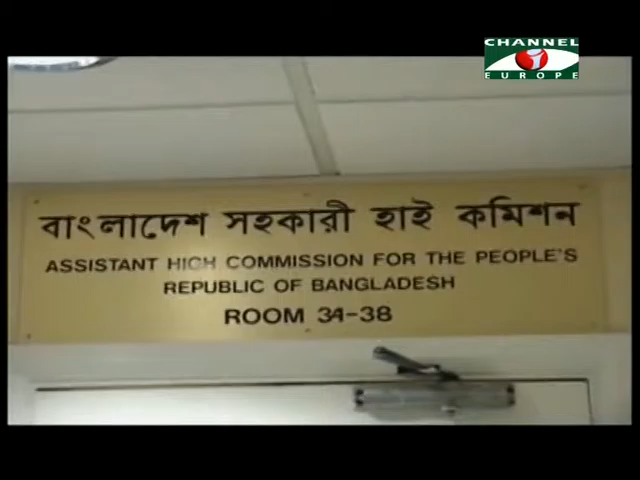 CHANNEL
i
EUROPE
বাংলাদেশ সহকারী হাই কমিশন
ASSISTANT HIGH COMMISSION FOR THE PEOPLE'S
REPUBLIC OF BANGLADESH
ROOM 34-38